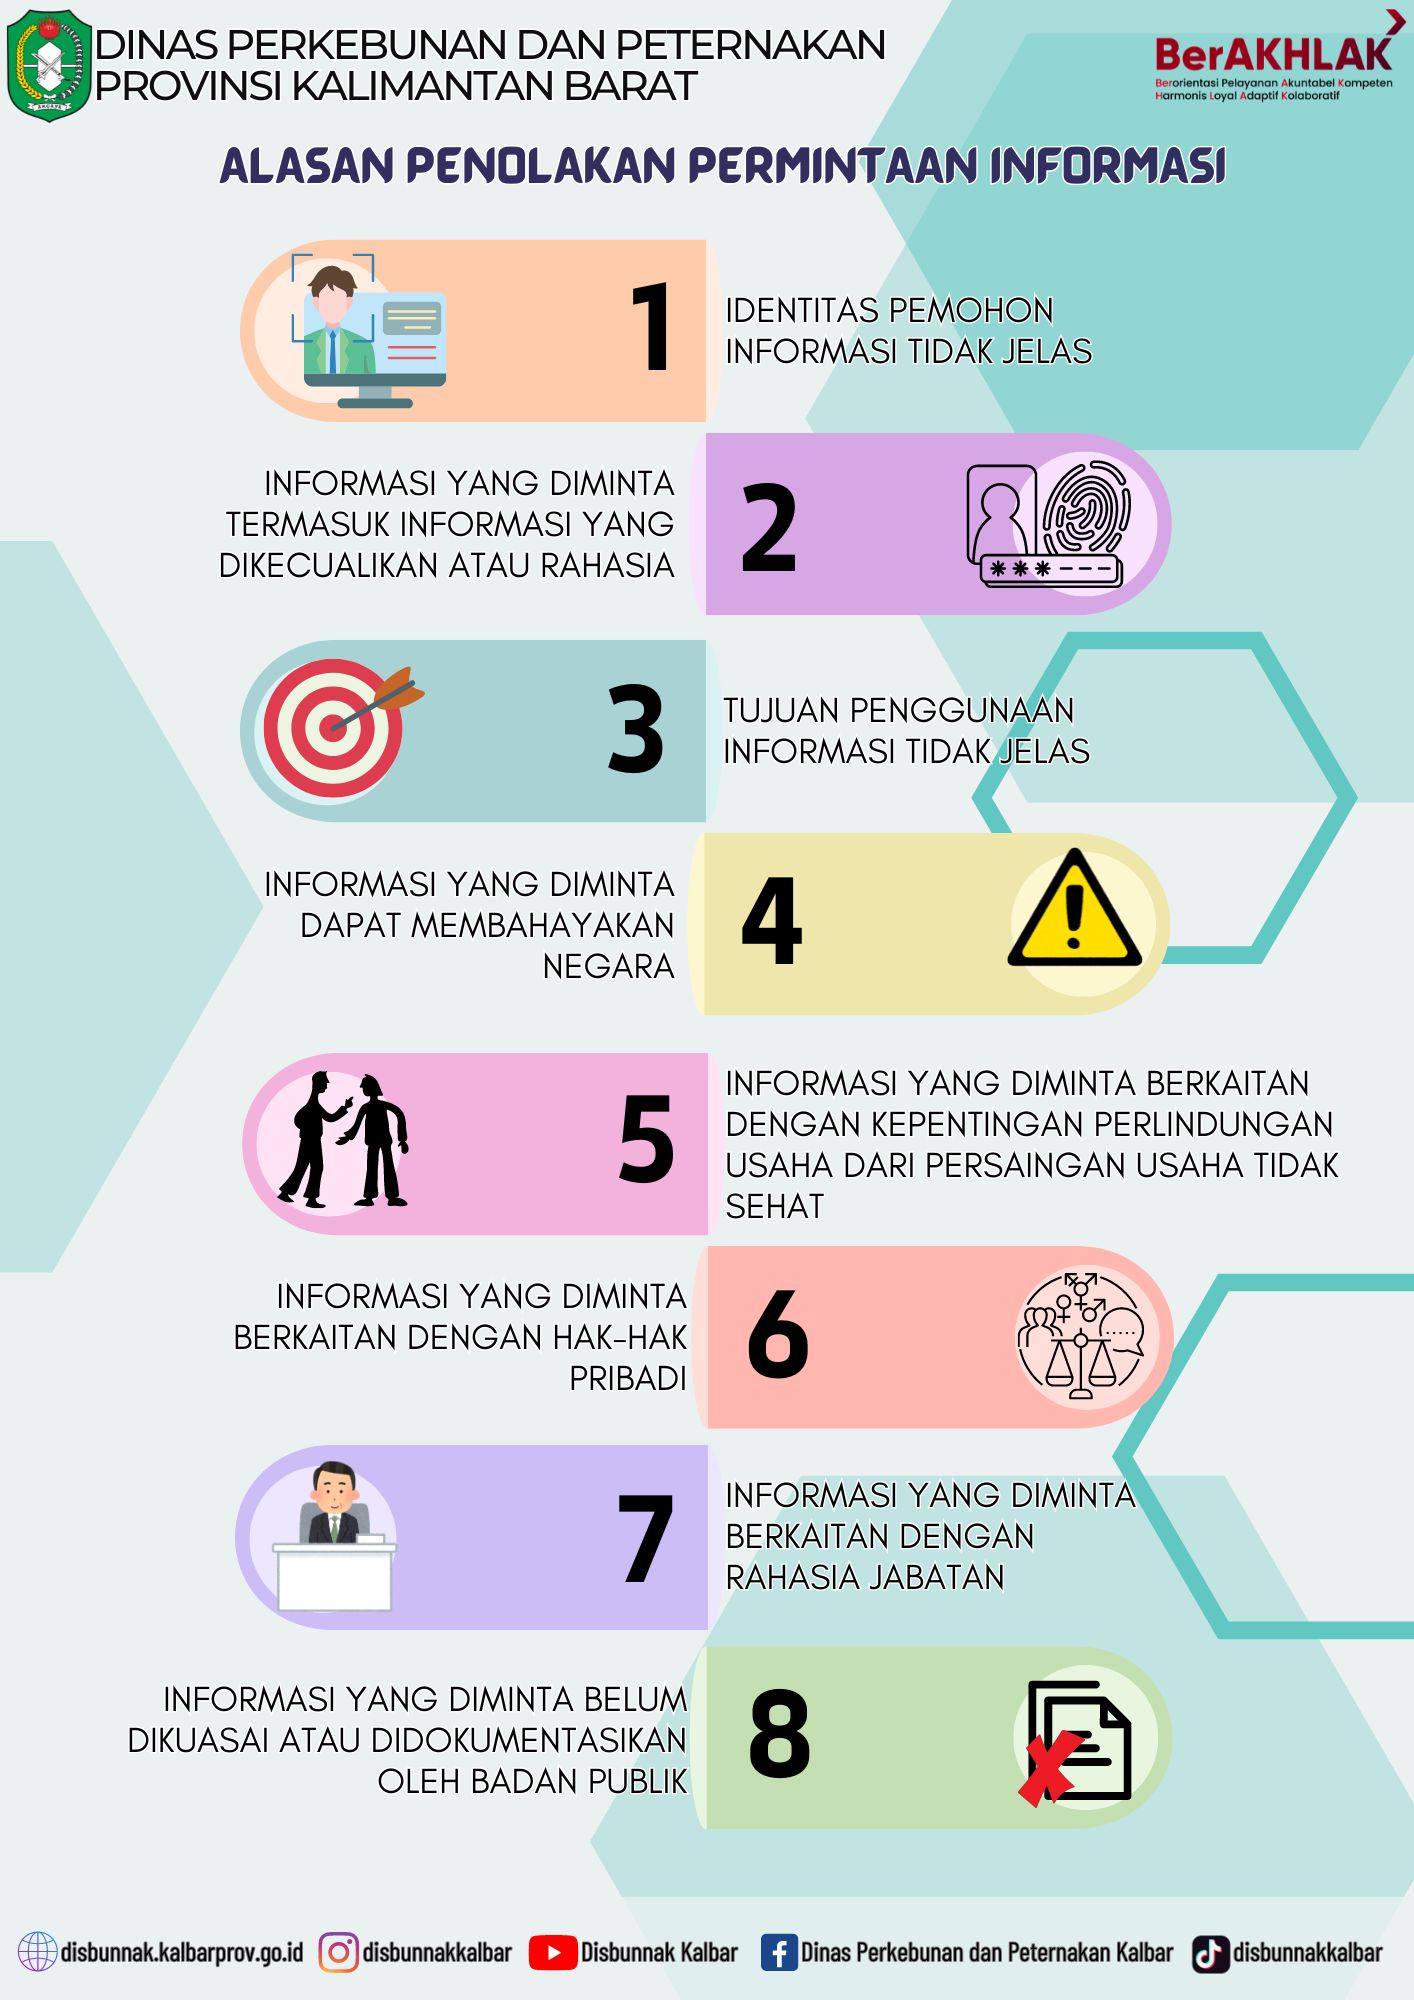 DINAS PERKEBUNAN DAN PETERNAKAN
PROVINSI KALIMANTAN BARAT
BerAKHLAK
Berorientasi Pelayanan Akuntabel Kompeten
Harmonis Loyal Adaptif Kolaboratif
ALASAN PENOLAKAN PERMINTAAN INFORMASI
1
IDENTITAS PEMOHON
INFORMASI TIDAK JELAS
INFORMASI YANG DIMINTA
TERMASUK INFORMASI YANG
DIKECUALIKAN ATAU RAHASIA
2
3
TUJUAN PENGGUNAAN
INFORMASI TIDAK JELAS
INFORMASI YANG DIMINTA
DAPAT MEMBAHAYAKAN
NEGARA
4
5
INFORMASI YANG DIMINTA BERKAITAN
DENGAN KEPENTINGAN PERLINDUNGAN
USAHA DARI PERSAINGAN USAHA TIDAK
SEHAT
INFORMASI YANG DIMINTA
BERKAITAN DENGAN HAK-HAK
PRIBADI
6
7
INFORMASI YANG DIMINTA
BERKAITAN DENGAN
RAHASIA JABATAN
INFORMASI YANG DIMINTA BELUM
DIKUASAI ATAU DIDOKUMENTASIKAN
OLEH BADAN PUBLIK
8
disbunnak.kalbarprov.go.id
disbunnakkalbar
Disbunnak Kalbar
Dinas Perkebunan dan Peternakan Kalbar
disbunnakkalbar